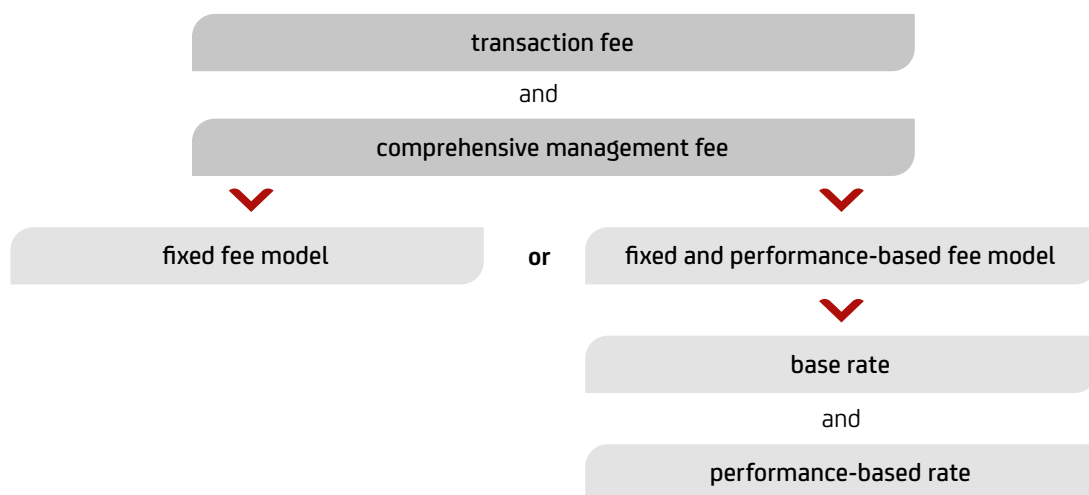 transaction fee
and
comprehensive management fee
fixed fee model
or
fixed and performance-based fee model
base rate
and
performance-based rate